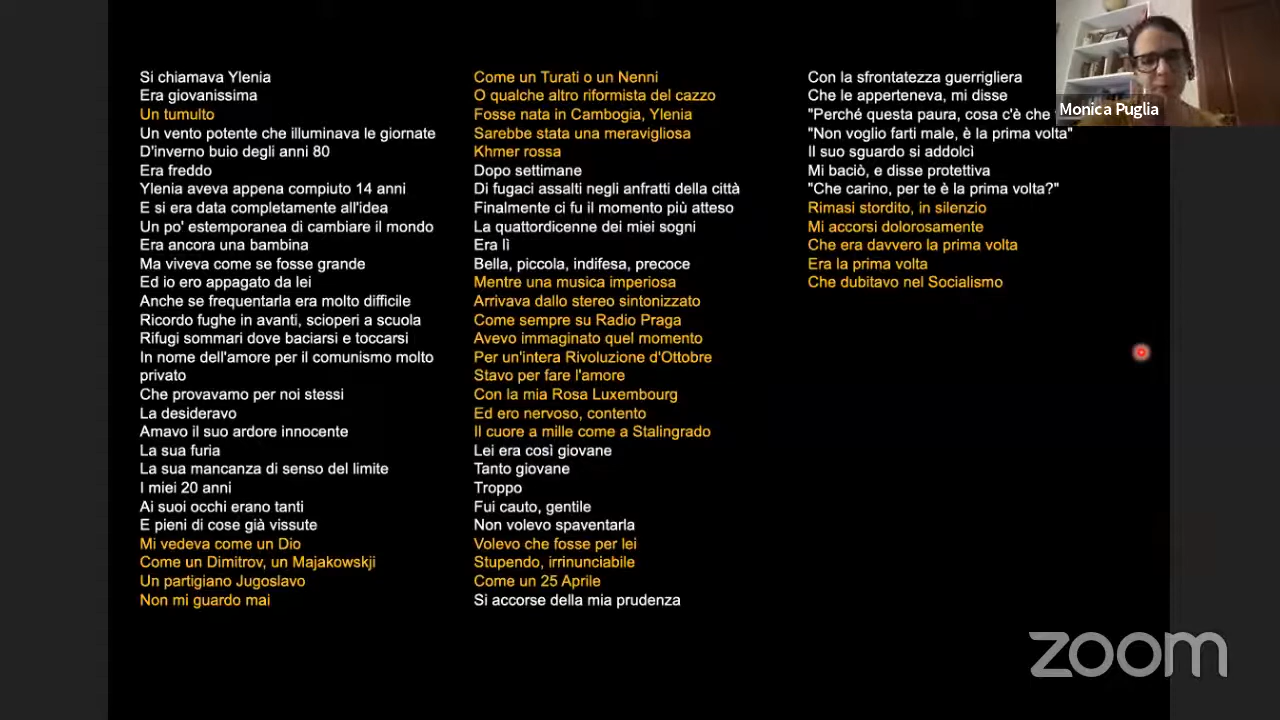 Si chiamava Ylenia
Era giovanissima
Un tumulto
Un vento potente che illuminava le giornate
D'inverno buio degli anni 80
Era freddo
Ylenia aveva appena compiuto 14 anni
E si era data completamente all'idea
Un po' estemporanea di cambiare il mondo
Era ancora una bambina
Ma viveva come se fosse grande
Ed io ero appagato da lei
Anche se frequentarla era molto difficile
Ricordo fughe in avanti, scioperi a scuola
Rifugi sommari dove baciarsi e toccarsi
In nome dell'amore per il comunismo molto
privato
Che provavamo per noi stessi
La desideravo
Amavo il suo ardore innocente
La sua furia
La sua mancanza di senso del limite
I miei 20 anni
Ai suoi occhi erano tanti
E pieni di cose già vissute
Mi vedeva come un Dio
Come un Dimitrov, un Majakowskji
Un partigiano Jugoslavo
Non mi guardo mai
Come un Turati o un Nenni
O qualche altro riformista del cazzo
Fosse nata in Cambogia, Ylenia
Sarebbe stata una meravigliosa
Khmer rossa
Dopo settimane
Di fugaci assalti negli anfratti della città
Finalmente ci fu il momento più atteso
La quattordicenne dei miei sogni
Era lì
Bella, piccola, indifesa, precoce
Mentre una musica imperiosa
Arrivava dallo stereo sintonizzato
Come sempre su Radio Praga
Avevo immaginato quel momento
Per un'intera Rivoluzione d'Ottobre
Stavo per fare l'amore
Con la mia Rosa Luxembourg
Ed ero nervoso, contento
Il cuore a mille come a Stalingrado
Lei era così giovane
Tanto giovane
Troppo
Fui cauto, gentile
Non volevo spaventarla
Volevo che fosse per lei
Stupendo, irrinunciabile
Come un 25 Aprile
Si accorse della mia prudenza
Con la sfrontatezza guerrigliera
Che le apperteneva, mi disse
"Perché questa paura, cosa c'è che
"Non voglio farti male, è la prima volta"
Il suo sguardo si addolcì
Mi baciò, e disse protettiva
"Che carino, per te è la prima volta?"
Rimasi stordito, in silenzio
Mi accorsi dolorosamente
Che era davvero la prima volta
Era la prima volta
Che dubitavo nel Socialismo
Monica Puglia
zoom